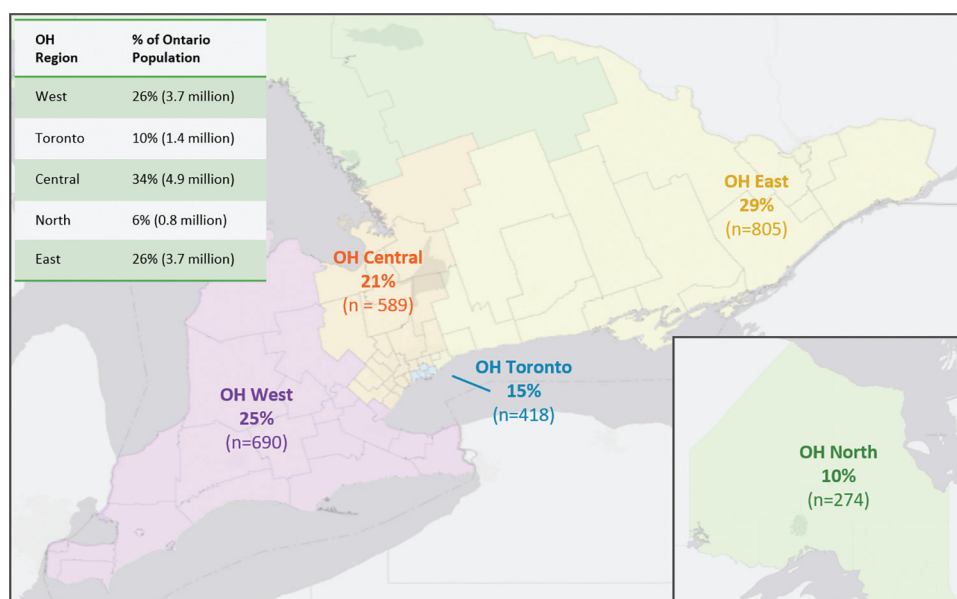 OH Region % of Ontario Population
West 26% (3.7 million)
Toronto 10% (1.4 million)
Central 34% (4.9 million)
North 6% (0.8 million)
East 26% (3.7 million)
OH East
29%
(n=805)
OH Central
21%
(n = 589)
OH Toronto
15%
(n=418)
OH West
25%
(n=690)
OH North
10%
(n=274)